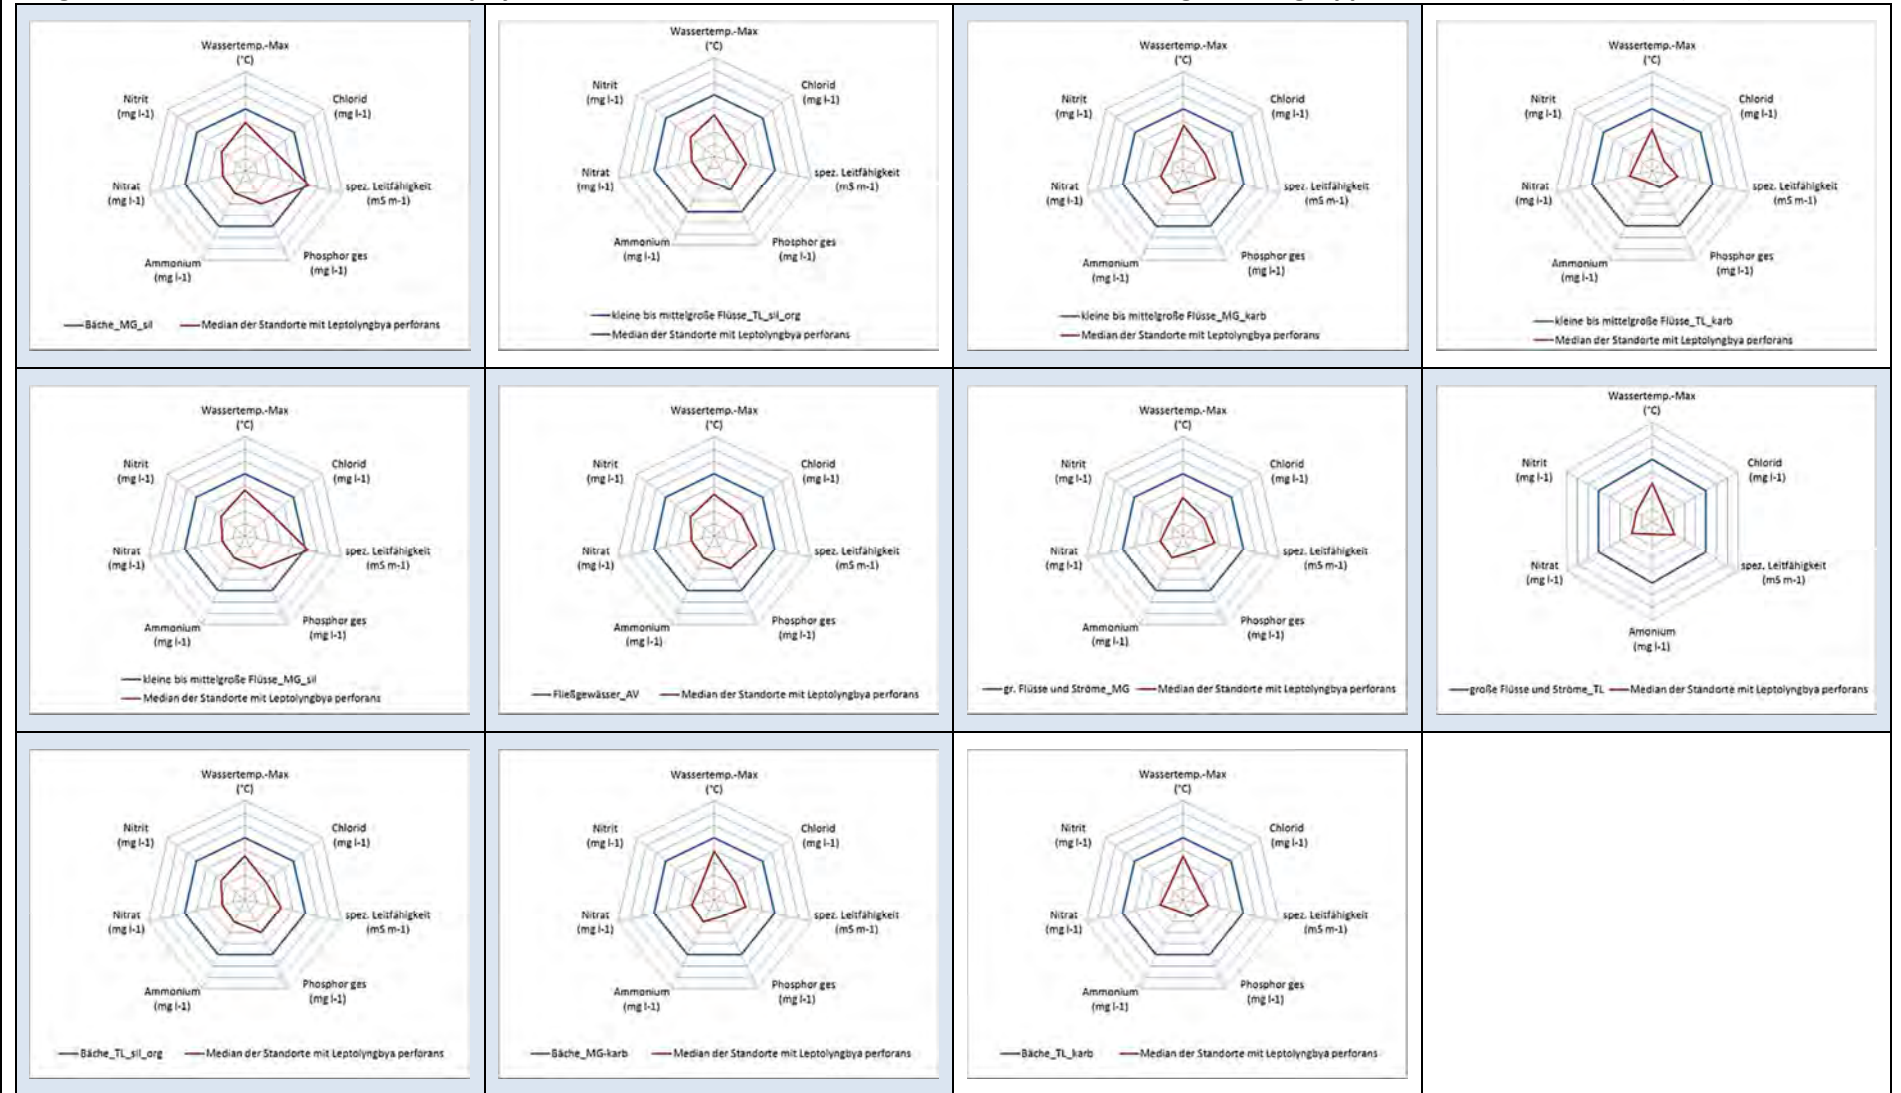 Wassertemp.-Max
(°C)
Nitrit
(mg l-1)
Chlorid
(mg l-1)
Nitrat
(mg l-1)
spez. Leitfähigkeit
(mS m-1)
Ammonium
(mg l-1)
Phosphor ges
(mg l-1)
Bäche_MG_sil
Median der Standorte mit Leptolyngbya perforans
Wassertemp.-Max
(°C)
Nitrit
(mg l-1)
Chlorid
(mg l-1)
Nitrat
(mg l-1)
spez. Leitfähigkeit
(mS m-1)
Ammonium
(mg l-1)
Phosphor ges
(mg l-1)
kleine bis mittelgroße Flüsse_TL_sil_org
Median der Standorte mit Leptolyngbya perforans
Wassertemp.-Max
(°C)
Nitrit
(mg l-1)
Chlorid
(mg l-1)
Nitrat
(mg l-1)
spez. Leitfähigkeit
(mS m-1)
Ammonium
(mg l-1)
Phosphor ges
(mg l-1)
kleine bis mittelgroße Flüsse_MG_karb
Median der Standorte mit Leptolyngbya perforans
Wassertemp.-Max
(°C)
Nitrit
(mg l-1)
Chlorid
(mg l-1)
Nitrat
(mg l-1)
spez. Leitfähigkeit
(mS m-1)
Ammonium
(mg l-1)
Phosphor ges
(mg l-1)
kleine bis mittelgroße Flüsse_TL_karb
Median der Standorte mit Leptolyngbya perforans
Wassertemp.-Max
(°C)
Nitrit
(mg l-1)
Chlorid
(mg l-1)
Nitrat
(mg l-1)
spez. Leitfähigkeit
(mS m-1)
Ammonium
(mg l-1)
Phosphor ges
(mg l-1)
kleine bis mittelgroße Flüsse_MG_sil
Median der Standorte mit Leptolyngbya perforans
Wassertemp.-Max
(°C)
Nitrit
(mg l-1)
Chlorid
(mg l-1)
Nitrat
(mg l-1)
spez. Leitfähigkeit
(mS m-1)
Ammonium
(mg l-1)
Phosphor ges
(mg l-1)
Fließgewässer_AV
Median der Standorte mit Leptolyngbya perforans
Wassertemp.-Max
(°C)
Nitrit
(mg l-1)
Chlorid
(mg l-1)
Nitrat
(mg l-1)
spez. Leitfähigkeit
(mS m-1)
Ammonium
(mg l-1)
Phosphor ges
(mg l-1)
gr. Flüsse und Ströme_MG
Median der Standorte mit Leptolyngbya perforans
Wassertemp.-Max
(°C)
Nitrit
(mg l-1)
Chlorid
(mg l-1)
Nitrat
(mg l-1)
spez. Leitfähigkeit
(mS m-1)
Amonium
(mg l-1)
große Flüsse und Ströme_TL
Median der Standorte mit Leptolyngbya perforans
Wassertemp.-Max
(°C)
Nitrit
(mg l-1)
Chlorid
(mg l-1)
Nitrat
(mg l-1)
spez. Leitfähigkeit
(mS m-1)
Ammonium
(mg l-1)
Phosphor ges
(mg l-1)
Bäche_TL_sil_org
Median der Standorte mit Leptolyngbya perforans
Wassertemp.-Max
(°C)
Nitrit
(mg l-1)
Chlorid
(mg l-1)
Nitrat
(mg l-1)
spez. Leitfähigkeit
(mS m-1)
Ammonium
(mg l-1)
Phosphor ges
(mg l-1)
Bäche_MG-karb
Median der Standorte mit Leptolyngbya perforans
Wassertemp.-Max
(°C)
Nitrit
(mg l-1)
Chlorid
(mg l-1)
Nitrat
(mg l-1)
spez. Leitfähigkeit
(mS m-1)
Ammonium
(mg l-1)
Phosphor ges
(mg l-1)
Bäche_TL_karb
Median der Standorte mit Leptolyngbya perforans